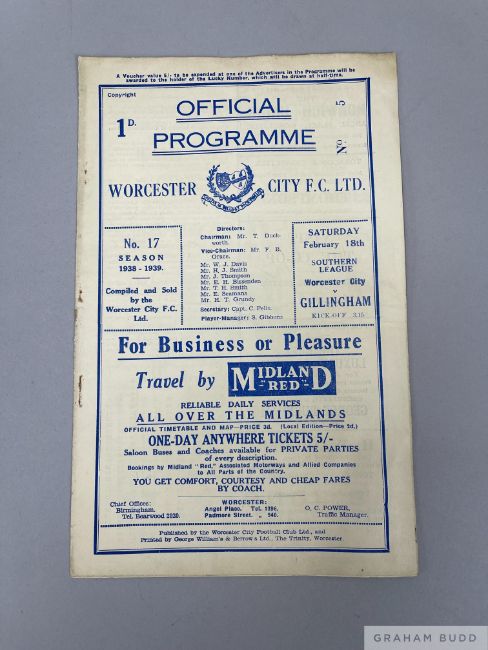 A Voucher value 5/- to be expended at one of the Advertisers in the Programme will be
awarded to the holder of the Lucky Number, which will be drawn at half-time.
Copyright
1D.
OFFICIAL
PROGRAMME
No. 5
WORCESTER CITY F.C. LTD.
No. 17
SEASON
1938 - 1939.
Compiled and Sold
by the
Worcester City F.C.
Ltd.
Directors:
Chairman: Mr. T. Duckworth.
Vice-Chairman: Mr. F. B.
Grace.
Mr. W. J. Davis
Mr. H. J. Smith
Mr. J. Thompson
Mr. E. H. Bissenden
Mr. T. H. Smith
Mr. E. Seamans
Mr. H. T. Grundy
Secretary: Capt. C. Pelis.
Player-Manager: S. Gibbons
SATURDAY
February 18th
SOUTHERN
LEAGUE
Worcester City
v
GILLINGHAM
KICK-OFF 3.15
For Business or Pleasure
Travel by MIDLAND "RED"
RELIABLE DAILY SERVICES
ALL OVER THE MIDLANDS
OFFICIAL TIMETABLE AND MAP—PRICE 3d. (Local Edition—Price 1d.)
ONE-DAY ANYWHERE TICKETS 5/-
Saloon Buses and Coaches available for PRIVATE PARTIES
of every description.
Bookings by Midland "Red," Associated Motorways and Allied Companies
to All Parts of the Country.
YOU GET COMFORT, COURTESY AND CHEAP FARES
BY COACH.
Chief Offices:
Birmingham,
Tel. Bearwood 2020.
WORCESTER:
Angel Place. Tel. 1396.
Padmore Street. „ 940.
O. C. POWER,
Traffic Manager.
Published by the Worcester City Football Club Ltd., and
Printed by George William's & Berrow's Ltd., The Trinity, Worcester
GRAHAM BUDD